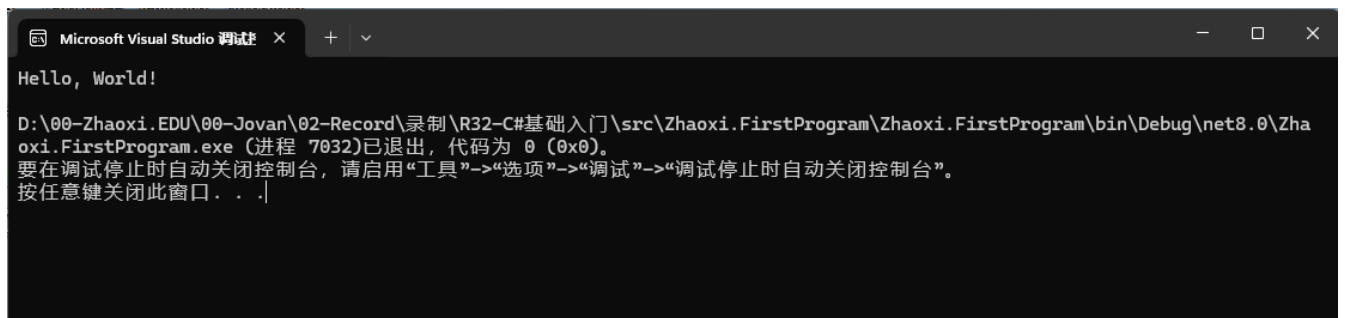 Microsoft Visual Studio 调试
Hello, World!
D:\00-Zhaoxi.EDU\00-Jovan\02-Record\录制\R32-C#基础入门\src\Zhaoxi.FirstProgram\Zhaoxi.FirstProgram\bin\Debug\net8.0\Zha
oxi.FirstProgram.exe (进程 7032)已退出，代码为 0 (0x0)。
要在调试停止时自动关闭控制台，请启用“工具”->“选项”->“调试”->“调试停止时自动关闭控制台”。
按任意键关闭此窗口. . .